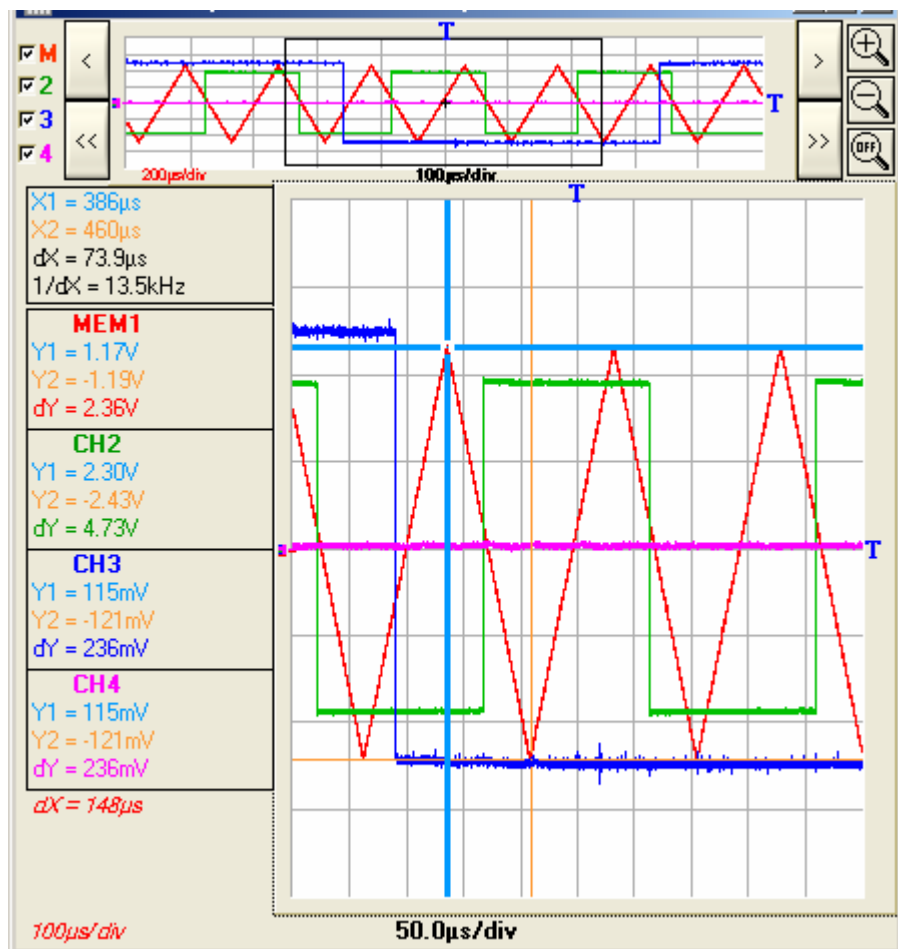 T
M
2
3
4
<
<<
>
>>
T
OFF
200µs/div
100µs/div
X1 = 386µs
X2 = 460µs
dX = 73.9µs
1/dX = 13.5kHz
MEM1
Y1 = 1.17V
Y2 = -1.19V
dY = 2.36V
CH2
Y1 = 2.30V
Y2 = -2.43V
dY = 4.73V
CH3
Y1 = 115mV
Y2 = -121mV
dY = 236mV
CH4
Y1 = 115mV
Y2 = -121mV
dY = 236mV
dX = 148µs
100µs/div
T
T
50.0µs/div